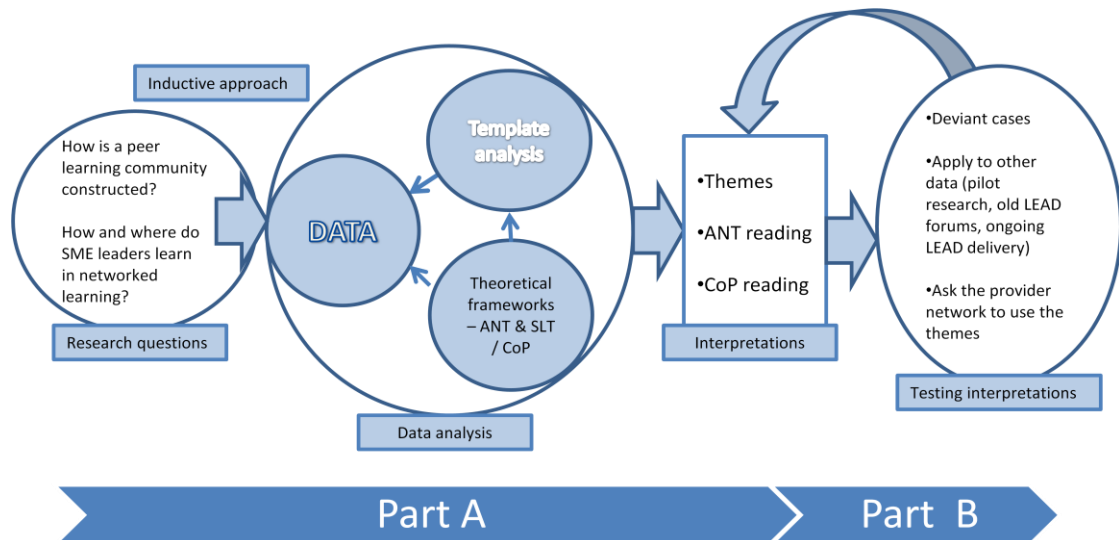 Inductive approach
How is a peer
learning community
constructed?
How and where do
SME leaders learn
in networked
learning?
Research questions
Template
analysis
DATA
Theoretical
frameworks
– ANT & SLT
/ CoP
Data analysis
•Themes
•ANT reading
•CoP reading
Interpretations
•Deviant cases
•Apply to other
data (pilot
research, old LEAD
forums, ongoing
LEAD delivery)
•Ask the provider
network to use the
themes
Testing interpretations
Part A
Part B